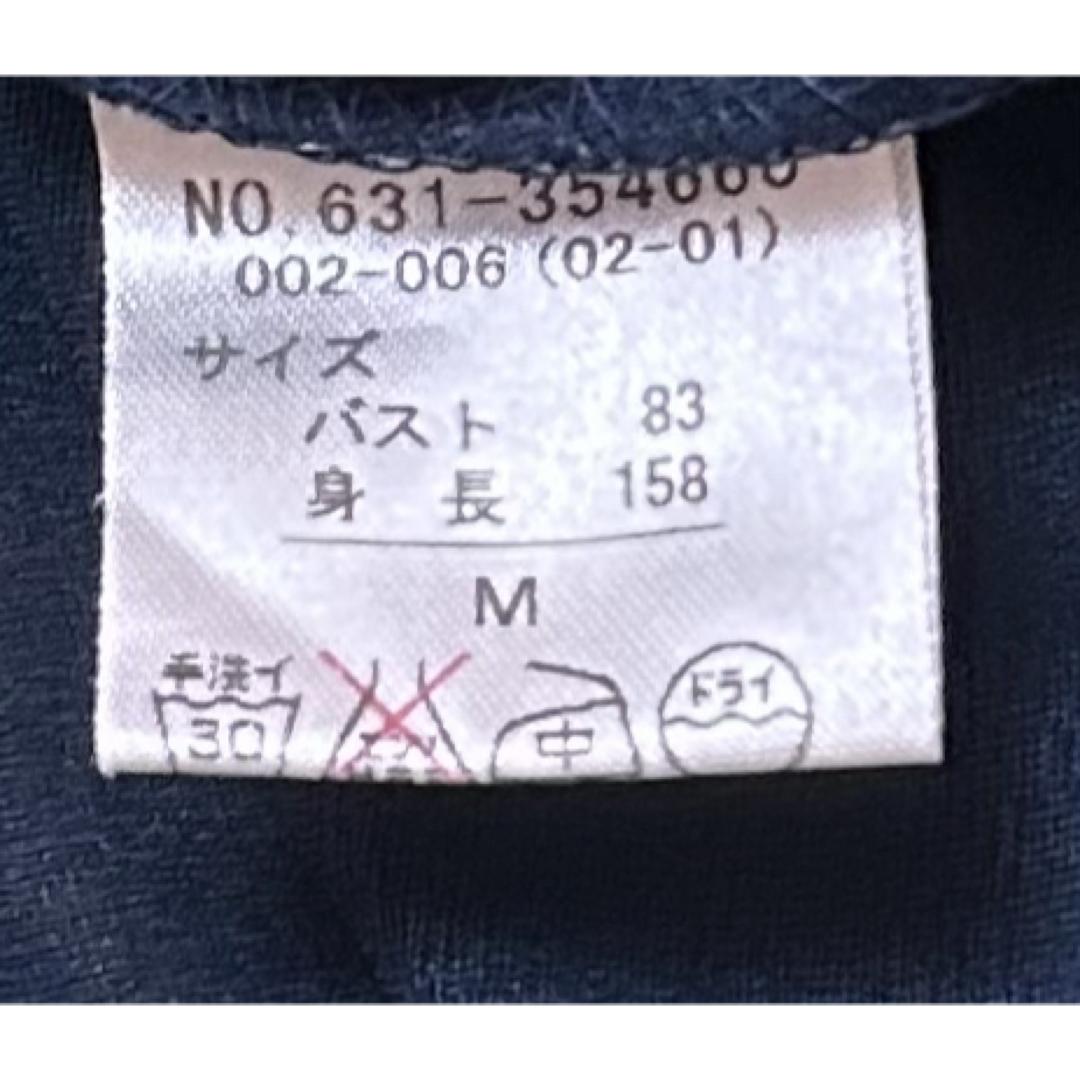 NO. 631-354660
002-006 (02-01)
サイズ
バスト 83
身 長 158
M
手洗イ
30
中
ドライ